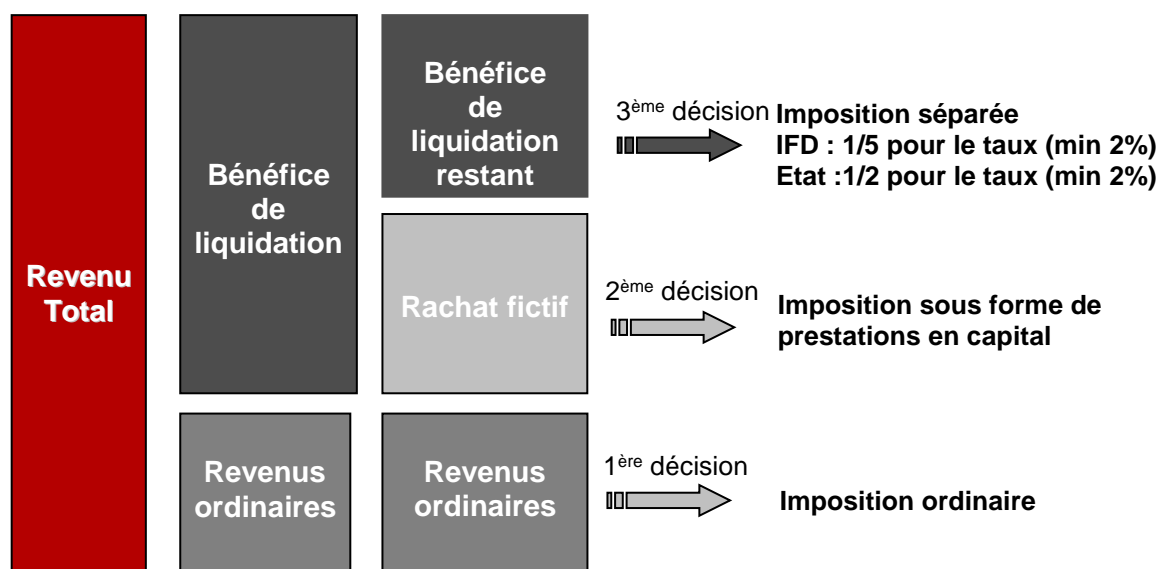 Revenu
Total
Bénéfice
de
liquidation
Revenus
ordinaires
Bénéfice
de
liquidation
restant
Rachat fictif
Revenus
ordinaires
3ème décision
Imposition séparée
IFD : 1/5 pour le taux (min 2%)
Etat :1/2 pour le taux (min 2%)
2ème décision
Imposition sous forme de
prestations en capital
1ère décision
Imposition ordinaire